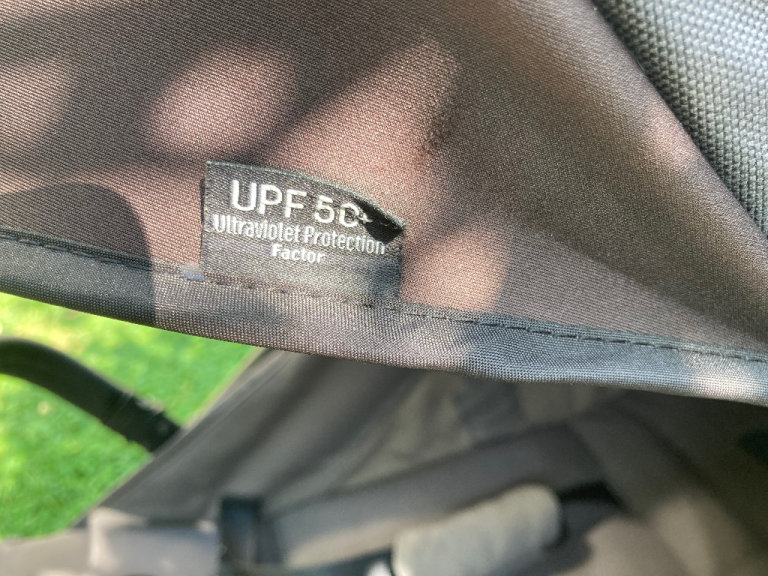 UPF 50+
Ultraviolet Protection
Factor